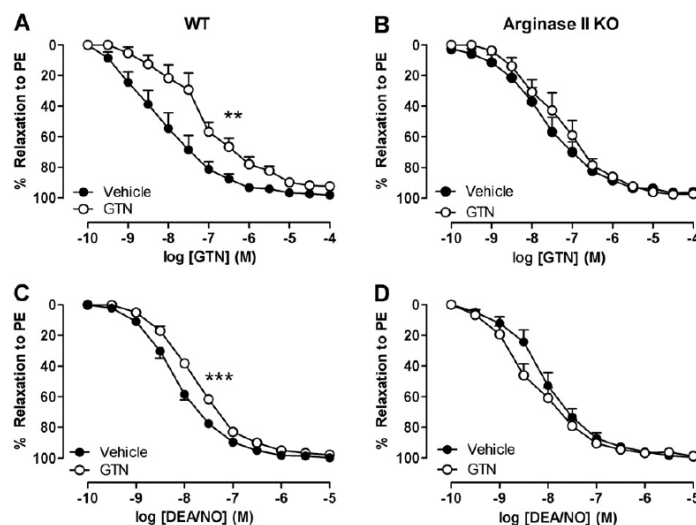 A
WT
% Relaxation to PE
0
20
40
60
80
100
**
Vehicle
GTN
-10 -9 -8 -7 -6 -5 -4
log [GTN] (M)
B
Arginase II KO
% Relaxation to PE
0
20
40
60
80
100
Vehicle
GTN
-10 -9 -8 -7 -6 -5 -4
log [GTN] (M)
C
% Relaxation to PE
0
20
40
60
80
100
***
Vehicle
GTN
-10 -9 -8 -7 -6 -5
log [DEA/NO] (M)
D
% Relaxation to PE
0
20
40
60
80
100
Vehicle
GTN
-10 -9 -8 -7 -6 -5
log [DEA/NO] (M)